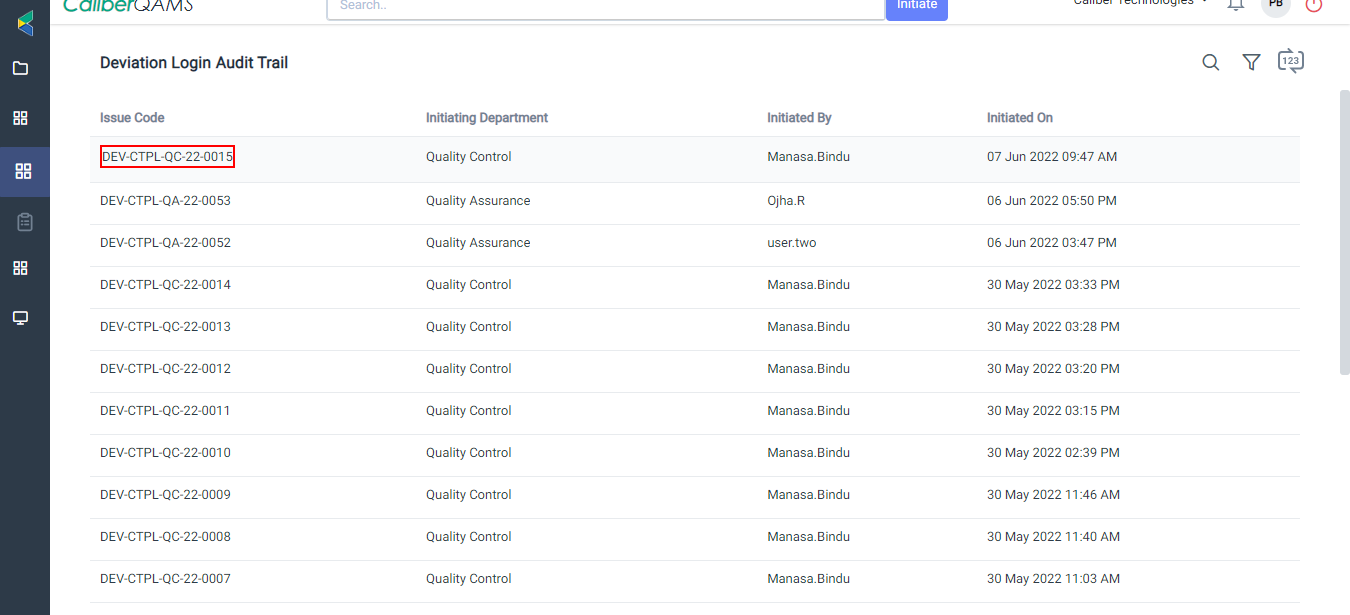 CaliberQAMS Search.. Initiate Caliber Technologies PB
Deviation Login Audit Trail 123
Issue Code Initiating Department Initiated By Initiated On
DEV-CTPL-QC-22-0015 Quality Control Manasa.Bindu 07 Jun 2022 09:47 AM
DEV-CTPL-QA-22-0053 Quality Assurance Ojha.R 06 Jun 2022 05:50 PM
DEV-CTPL-QA-22-0052 Quality Assurance user.two 06 Jun 2022 03:47 PM
DEV-CTPL-QC-22-0014 Quality Control Manasa.Bindu 30 May 2022 03:33 PM
DEV-CTPL-QC-22-0013 Quality Control Manasa.Bindu 30 May 2022 03:28 PM
DEV-CTPL-QC-22-0012 Quality Control Manasa.Bindu 30 May 2022 03:20 PM
DEV-CTPL-QC-22-0011 Quality Control Manasa.Bindu 30 May 2022 03:15 PM
DEV-CTPL-QC-22-0010 Quality Control Manasa.Bindu 30 May 2022 02:39 PM
DEV-CTPL-QC-22-0009 Quality Control Manasa.Bindu 30 May 2022 11:46 AM
DEV-CTPL-QC-22-0008 Quality Control Manasa.Bindu 30 May 2022 11:40 AM
DEV-CTPL-QC-22-0007 Quality Control Manasa.Bindu 30 May 2022 11:03 AM